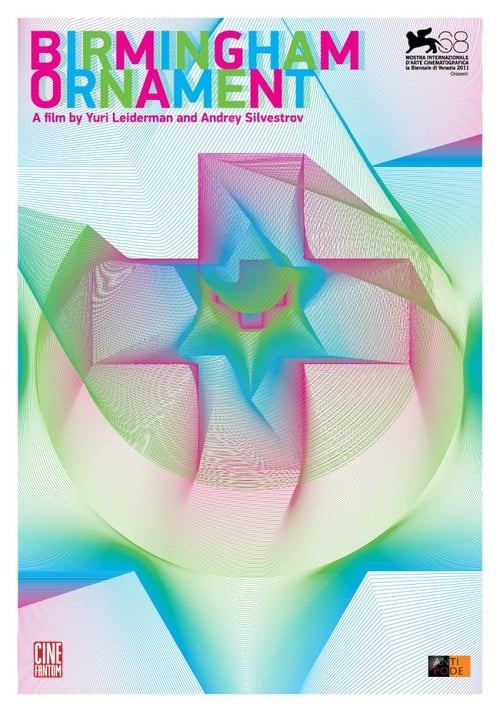 BIRMINGHAM
ORNAMENT
A film by Yuri Leiderman and Andrey Silvestrov
68
MOSTRA INTERNAZIONALE
D'ARTE CINEMATOGRAFICA
la Biennale di Venezia 2011
Orizzonti
CINE
FANTOM
ANTI
PODE